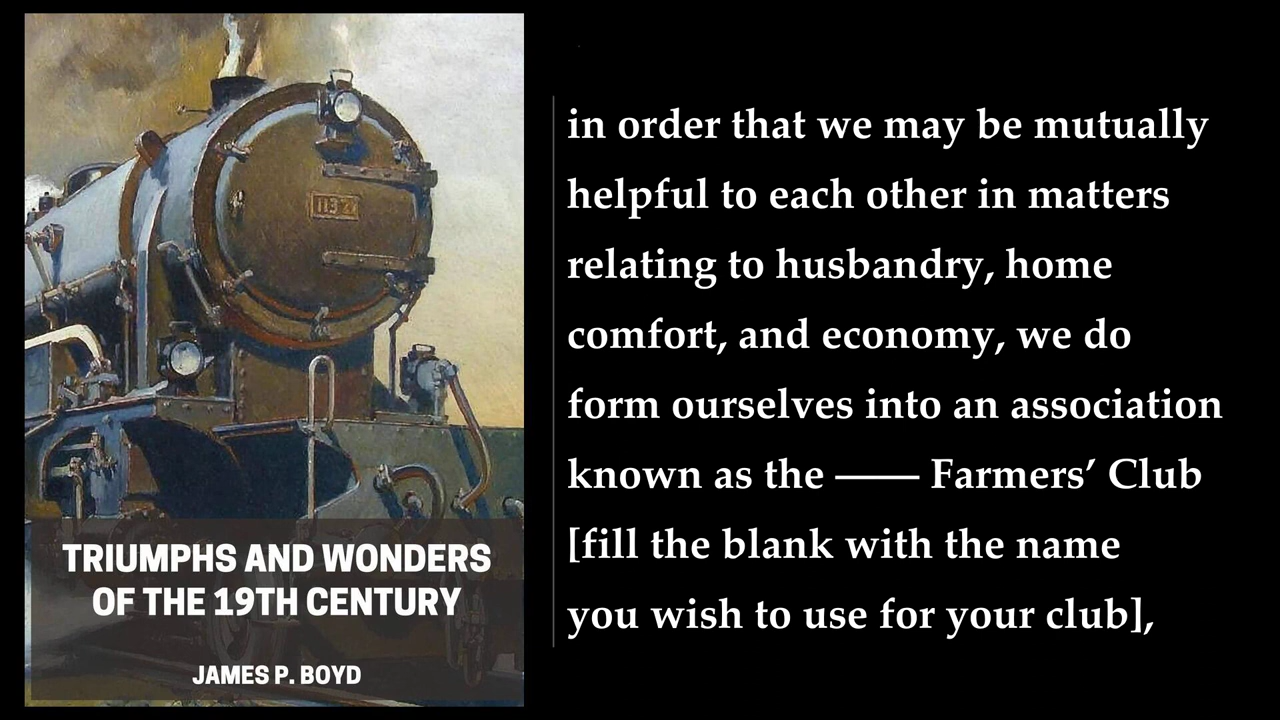 TRIUMPHS AND WONDERS
OF THE 19TH CENTURY
JAMES P. BOYD
in order that we may be mutually
helpful to each other in matters
relating to husbandry, home
comfort, and economy, we do
form ourselves into an association
known as the —— Farmers’ Club
[fill the blank with the name
you wish to use for your club],